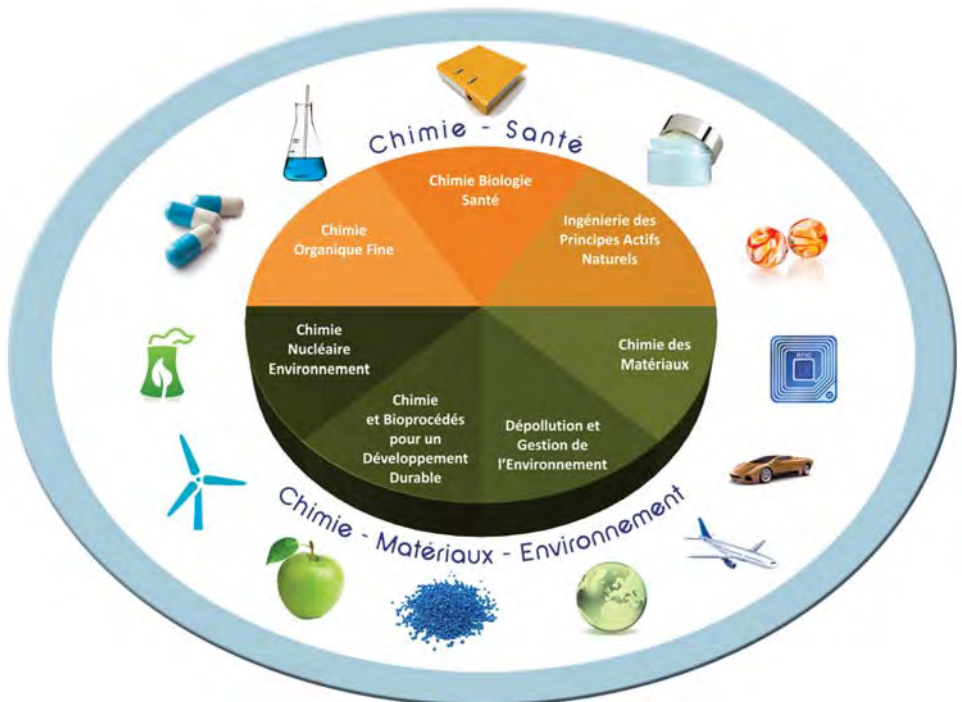 Chimie - Santé
Chimie Biologie
Santé
Chimie
Organique Fine
Ingénierie des
Principes Actifs
Naturels
Chimie
Nucléaire
Environnement
Chimie des
Matériaux
Chimie
et Bioprocédés
pour un
Développement
Durable
Dépollution et
Gestion de
l'Environnement
Chimie - Matériaux - Environnement
RFID